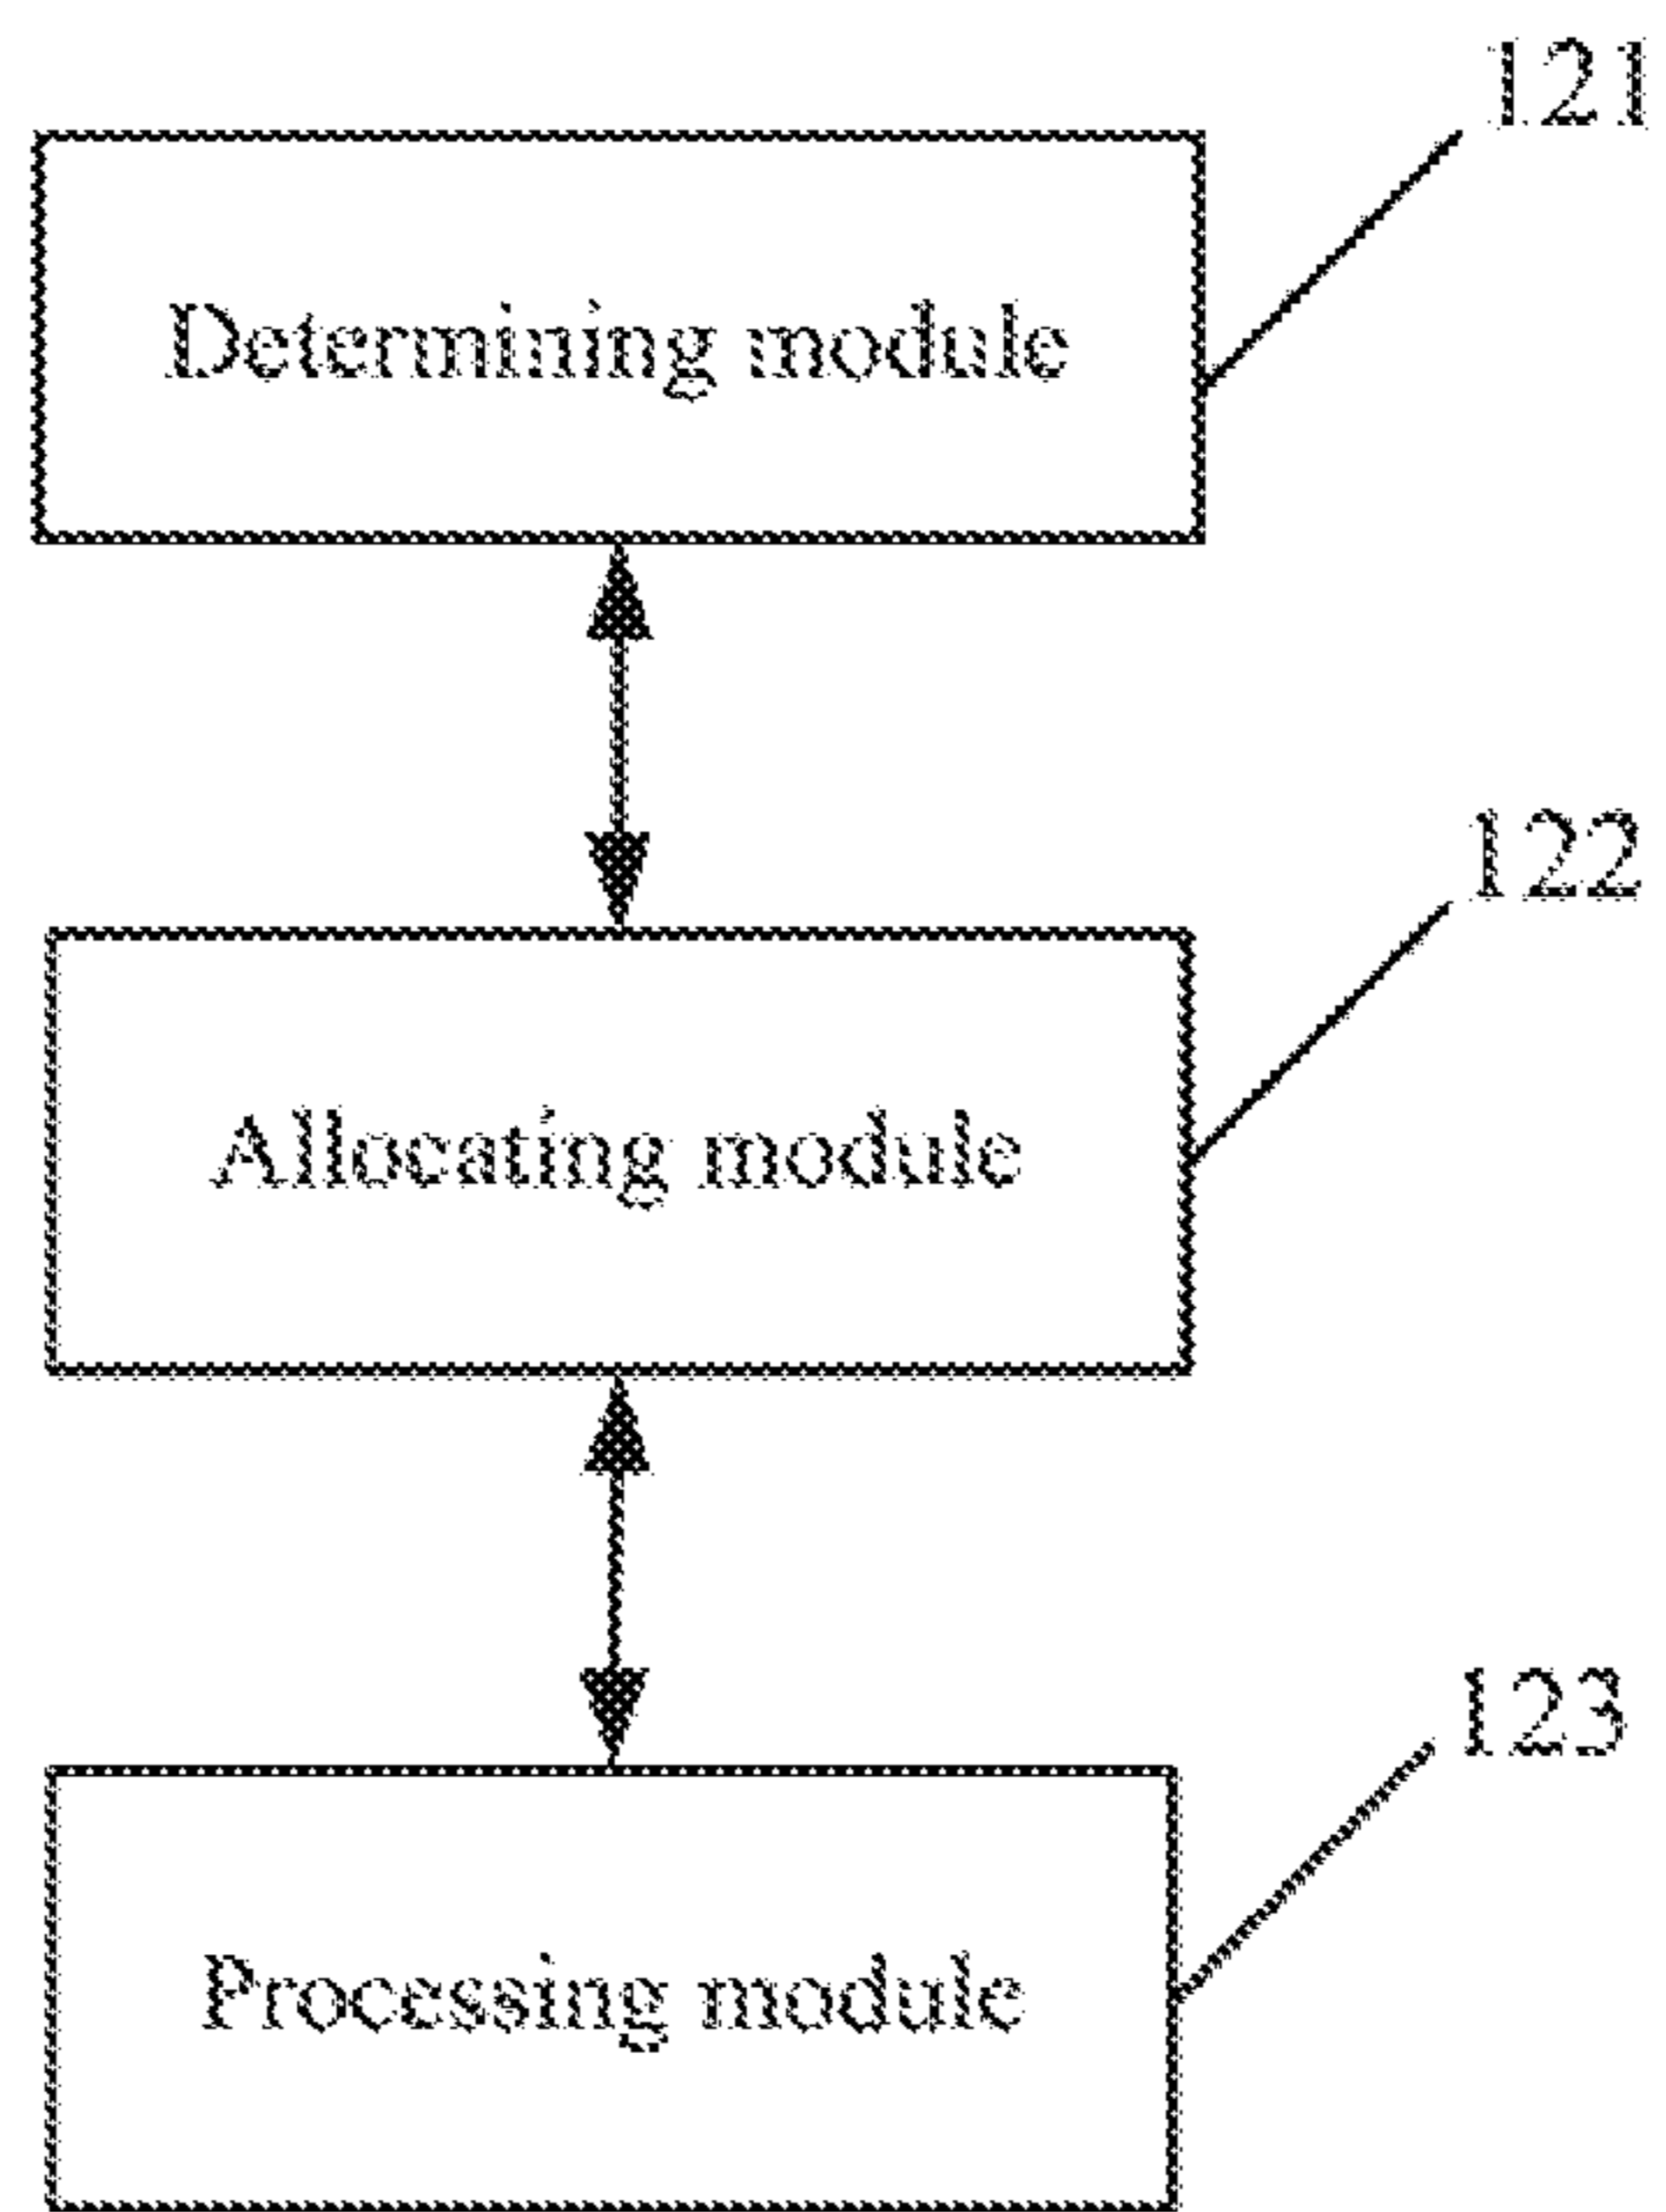 121
Determining module
122
Allocating module
123
Processing module